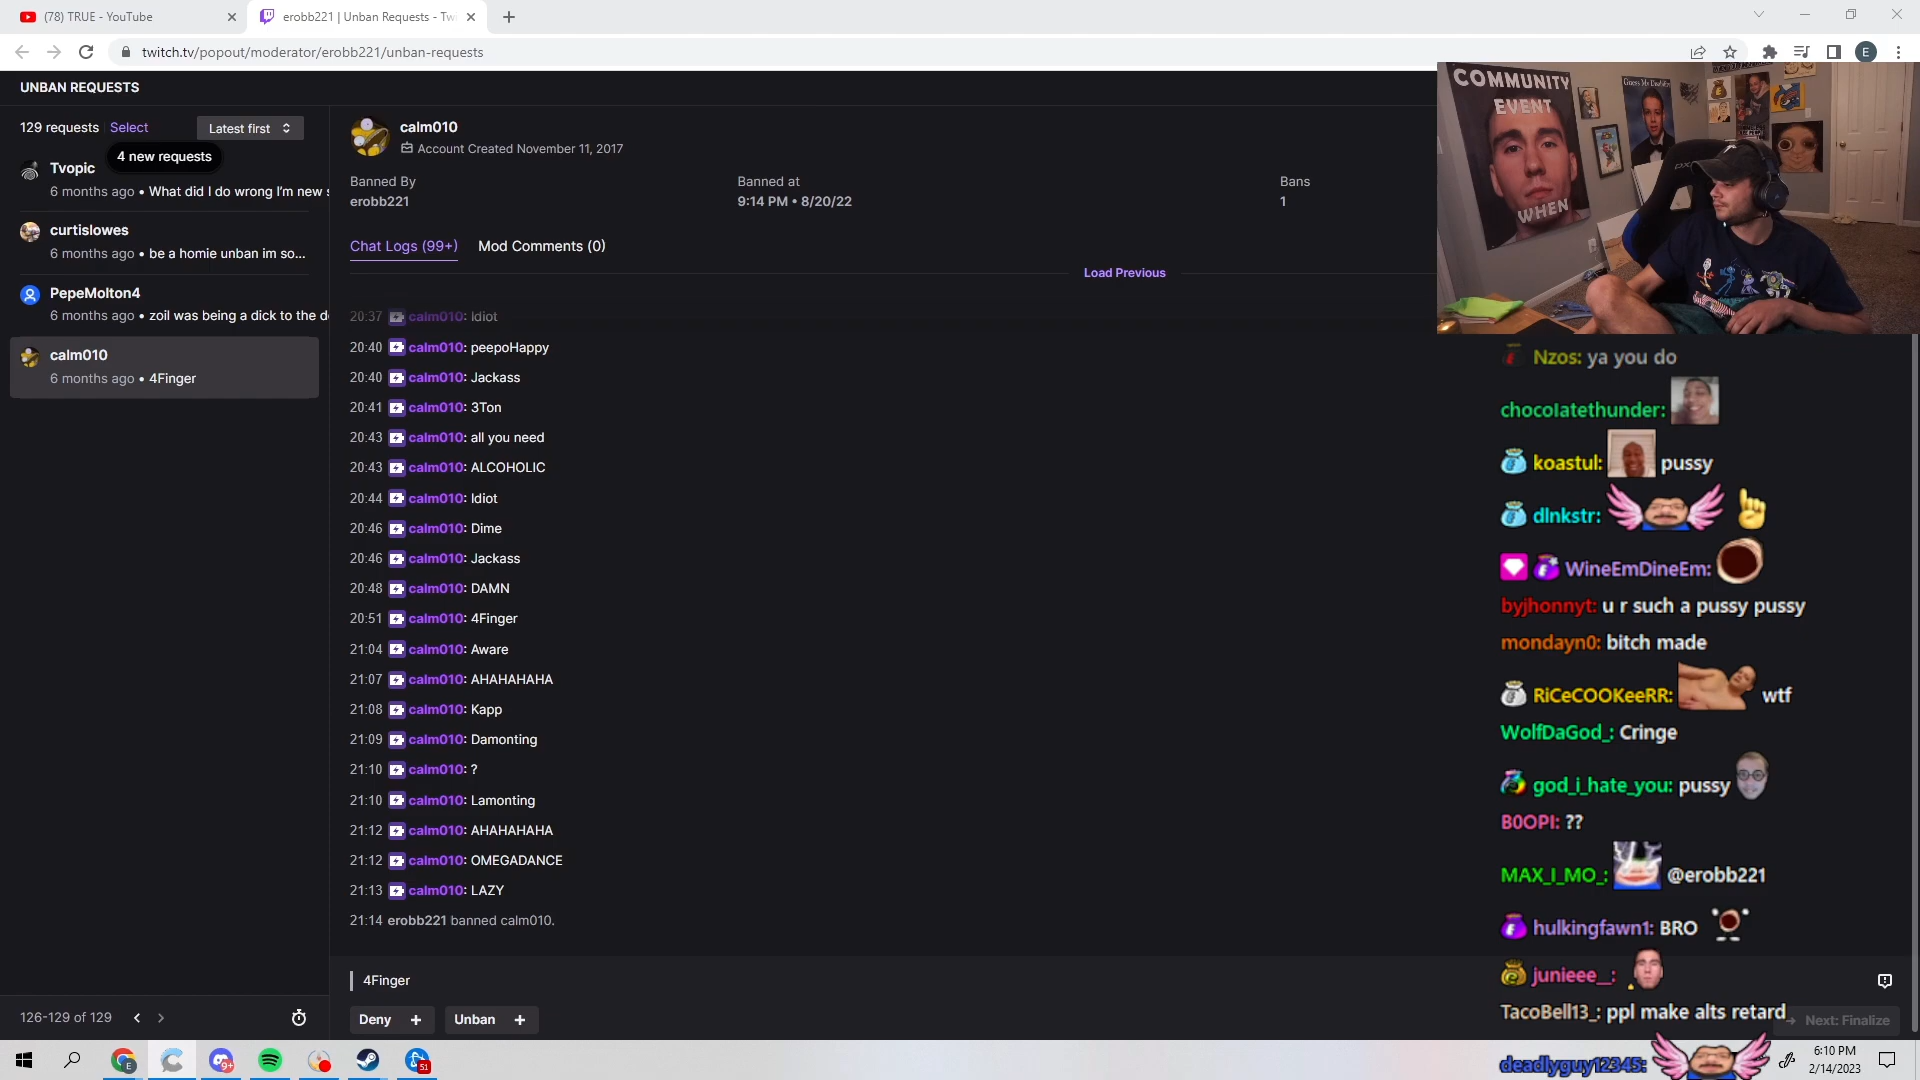 (78) TRUE - YouTube
erobb221 | Unban Requests - Tw
twitch.tv/popout/moderator/erobb221/unban-requests
E
UNBAN REQUESTS
129 requests
Select
Latest first
4 new requests
Tvopic
6 months ago • What did I do wrong I'm new s
curtislowes
6 months ago • be a homie unban im so...
PepeMolton4
6 months ago • zoil was being a dick to the d
calm010
6 months ago • 4Finger
126-129 of 129
calm010
Account Created November 11, 2017
Banned By
erobb221
Banned at
9:14 PM • 8/20/22
Bans
1
Chat Logs (99+)
Mod Comments (0)
Load Previous
20:37 calm010: Idiot
20:40 calm010: peepoHappy
20:40 calm010: Jackass
20:41 calm010: 3Ton
20:43 calm010: all you need
20:43 calm010: ALCOHOLIC
20:44 calm010: Idiot
20:46 calm010: Dime
20:46 calm010: Jackass
20:48 calm010: DAMN
20:51 calm010: 4Finger
21:04 calm010: Aware
21:07 calm010: AHAHAHAHA
21:08 calm010: Kapp
21:09 calm010: Damonting
21:10 calm010: ?
21:10 calm010: Lamonting
21:12 calm010: AHAHAHAHA
21:12 calm010: OMEGADANCE
21:13 calm010: LAZY
21:14 erobb221 banned calm010.
4Finger
Deny +
Unban +
Next: Finalize
COMMUNITY
EVENT
WHEN
Nzos: ya you do
chocolatethunder:
koastul: pussy
dlnkstr:
WineEmDineEm:
byjhonnyt: u r such a pussy pussy
mondayn0: bitch made
RiCeCOOKeeRR: wtf
WolfDaGod_: Cringe
god_i_hate_you: pussy
B0OPI: ??
MAX_I_MO_: @erobb221
hulkingfawn1: BRO
junieee__:
TacoBell13_: ppl make alts retard
deadlyguy12345:
9+
51
6:10 PM
2/14/2023